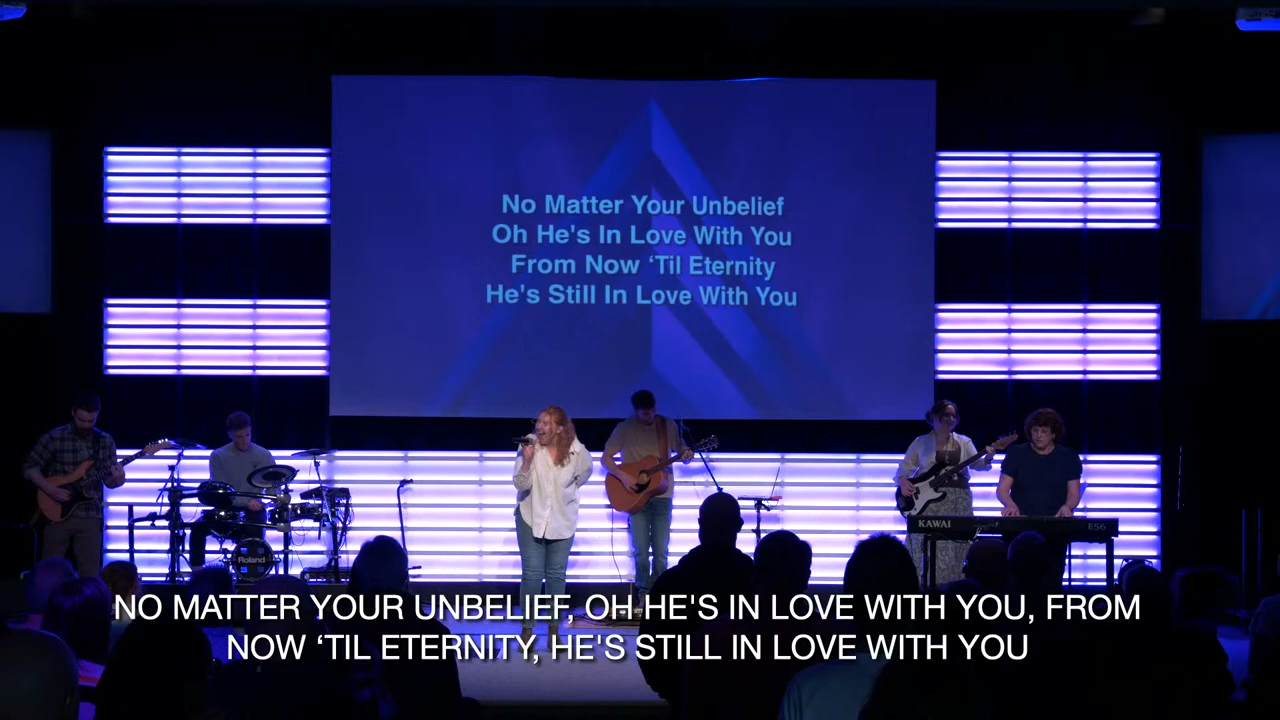 No Matter Your Unbelief
Oh He's In Love With You
From Now ‘Til Eternity
He's Still In Love With You
KAWAI
ES6
Roland
NO MATTER YOUR UNBELIEF, OH HE'S IN LOVE WITH YOU, FROM
NOW ‘TIL ETERNITY, HE'S STILL IN LOVE WITH YOU